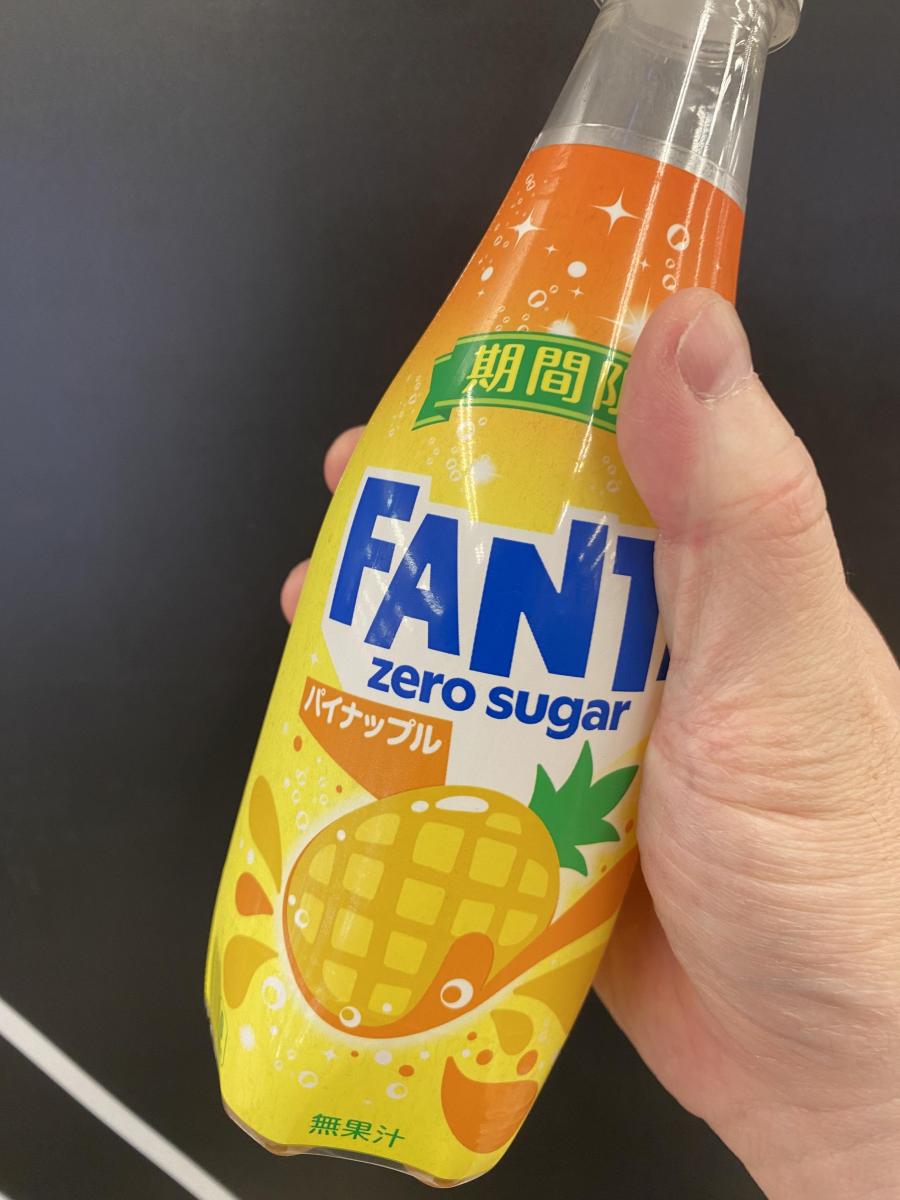 期間
FANT
zero sugar
パイナップル
無果汁